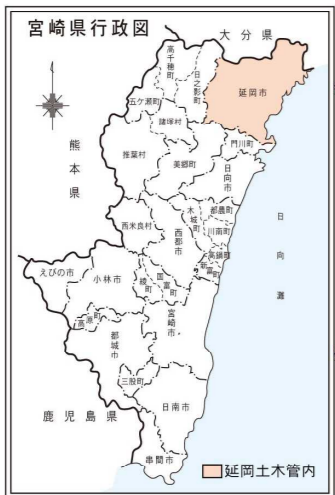 宮崎県行政図
大分県
高千穂町
日之影町
延岡市
五ケ瀬町
諸塚村
門川町
熊本県
椎葉村
美郷町
日向市
木城町
都農町
川南町
日向灘
西米良村
西都市
高鍋町
新富町
えびの市
小林市
綾町
国富町
高原町
宮崎市
都城市
三股町
鹿児島県
日南市
串間市
延岡土木管内